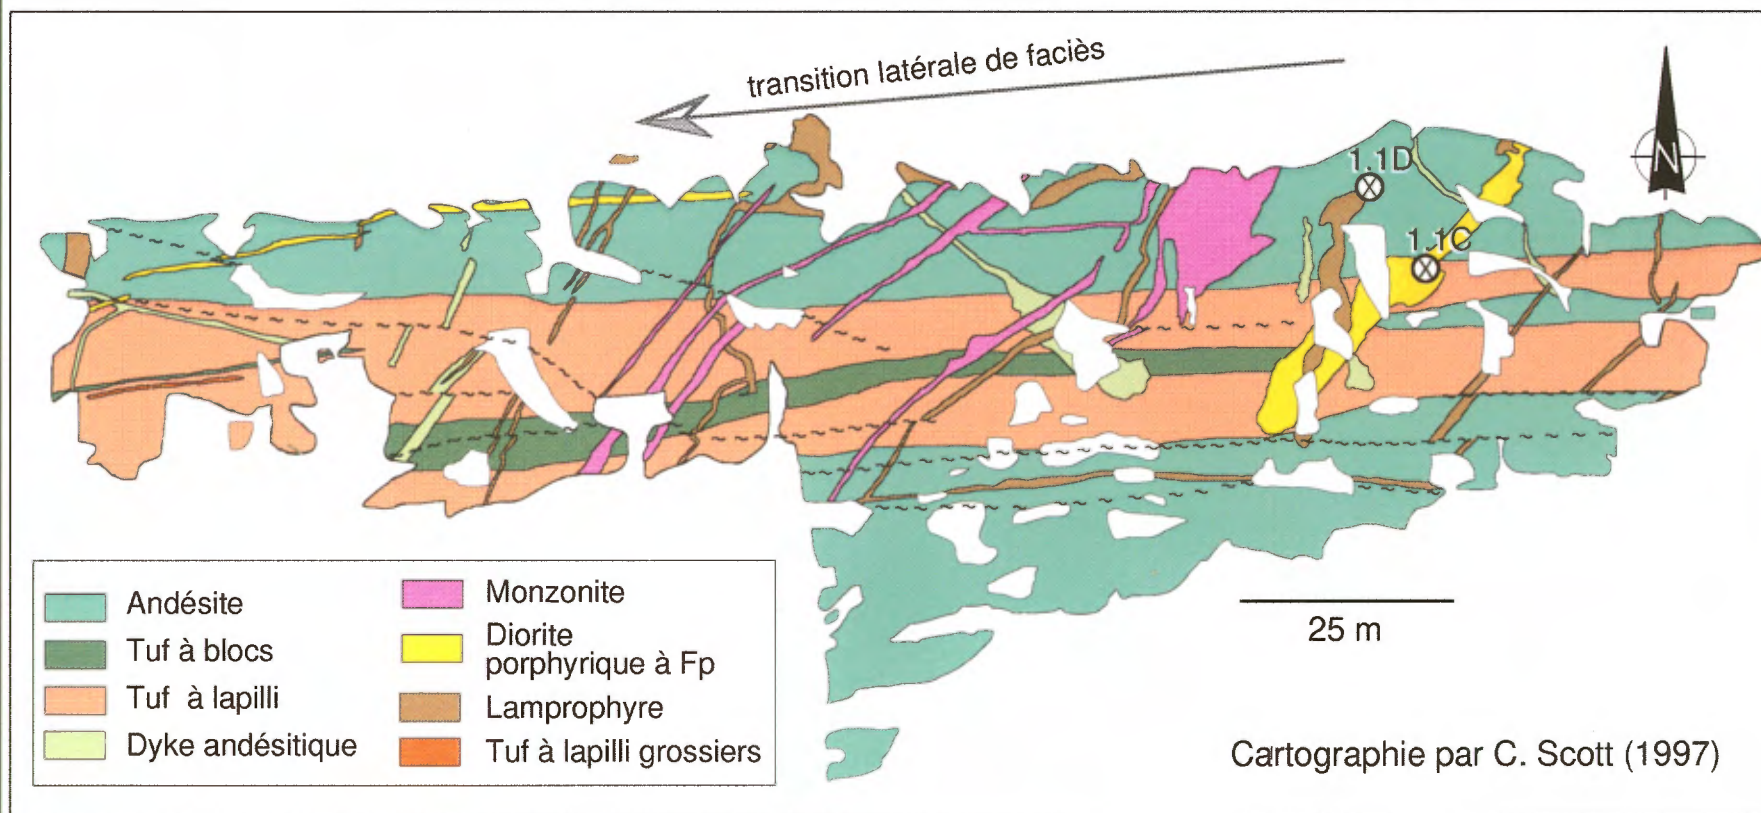 transition latérale de faciès
1.1D
N
1.1C
Andésite
Tuf à blocs
Tuf à lapilli
Dyke andésitique
Monzonite
Diorite
porphyrique à Fp
Lamprophyre
Tuf à lapilli grossiers
25 m
Cartographie par C. Scott (1997)